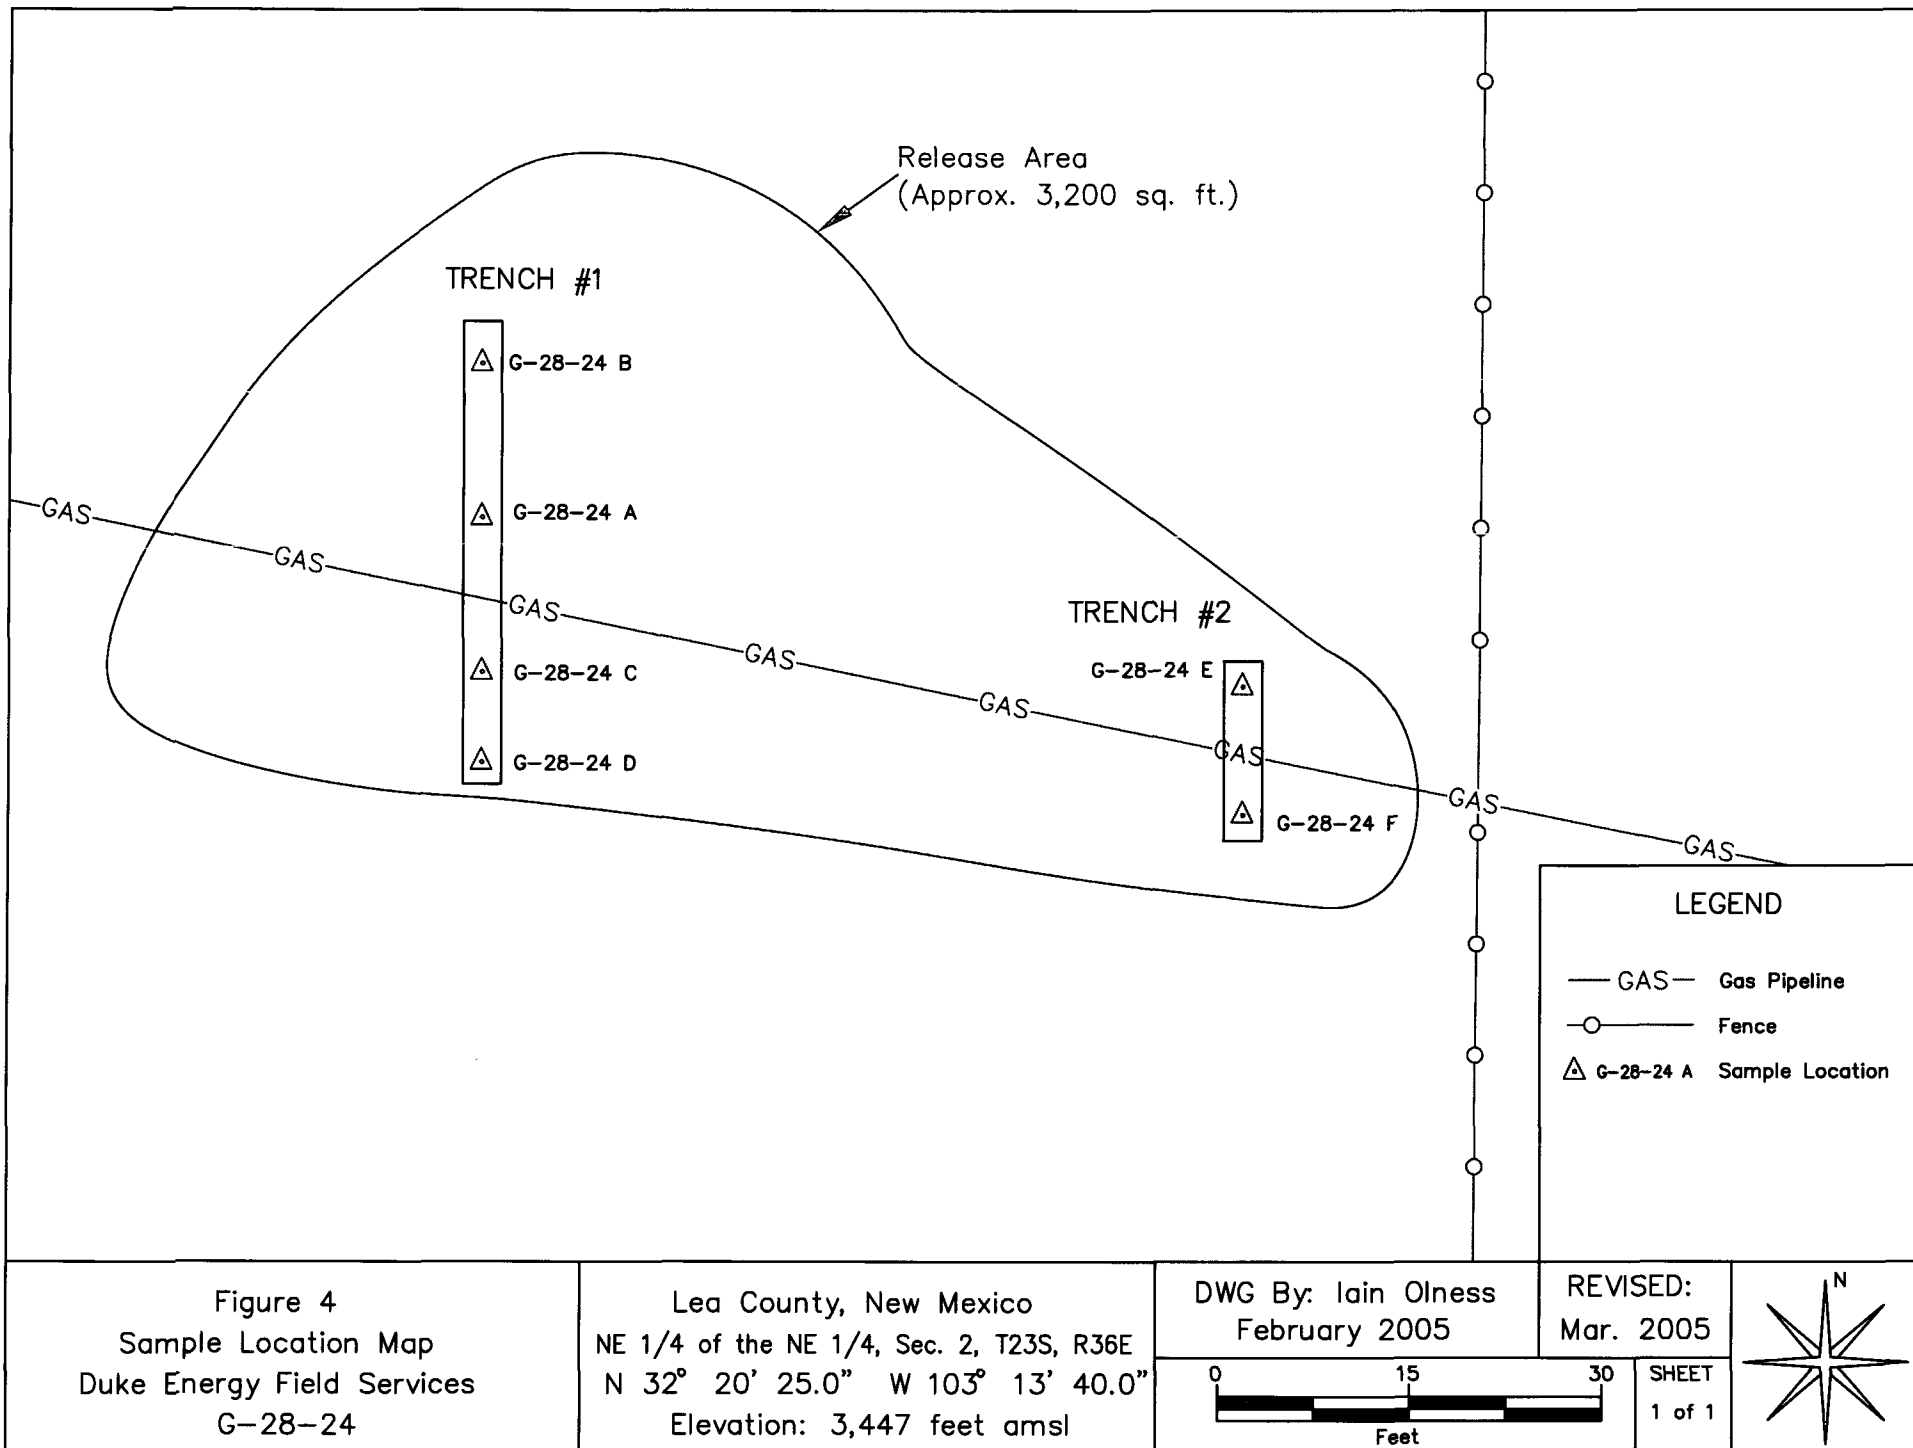 Release Area
(Approx. 3,200 sq. ft.)
TRENCH #1
G-28-24 B
G-28-24 A
GAS
GAS
GAS
TRENCH #2
GAS
G-28-24 C
G-28-24 E
GAS
GAS
G-28-24 D
GAS
G-28-24 F
GAS
LEGEND
GAS Gas Pipeline
Fence
G-28-24 A Sample Location
Figure 4
Sample Location Map
Duke Energy Field Services
G-28-24
Lea County, New Mexico
NE 1/4 of the NE 1/4, Sec. 2, T23S, R36E
N 32° 20' 25.0" W 103° 13' 40.0"
Elevation: 3,447 feet amsl
DWG By: Iain Olness
February 2005
REVISED:
Mar. 2005
0 15 30
Feet
SHEET
1 of 1
N